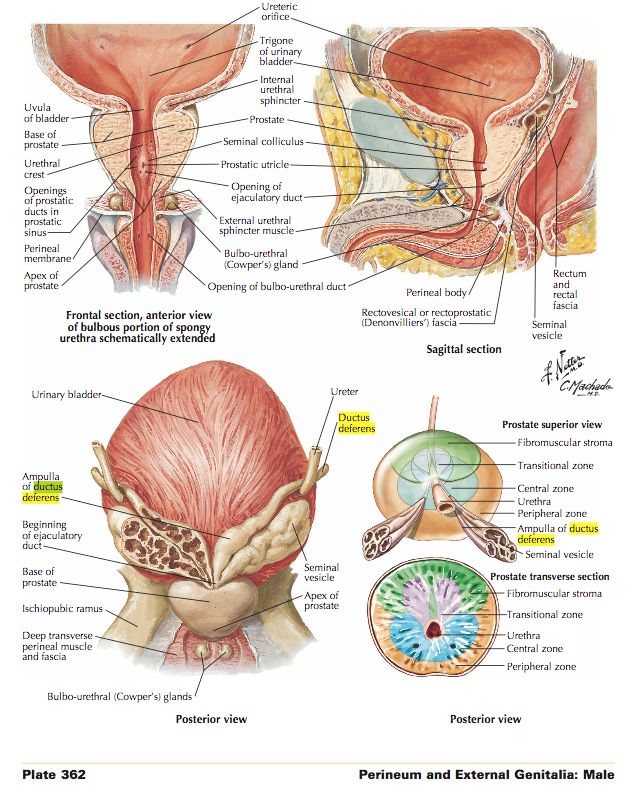 Ureteric
orifice
Trigone
of urinary
bladder
Internal
urethral
sphincter
Prostate
Seminal colliculus
Prostatic utricle
Opening of
ejaculatory duct
External urethral
sphincter muscle
Bulbo-urethral
(Cowper's) gland
Opening of bulbo-urethral duct
Uvula
of bladder
Base of
prostate
Urethral
crest
Openings
of prostatic
ducts in
prostatic
sinus
Perineal
membrane
Apex of
prostate
Frontal section, anterior view
of bulbous portion of spongy
urethra schematically extended
Perineal body
Rectovesical or rectoprostatic
(Denonvilliers') fascia
Rectum
and
rectal
fascia
Seminal
vesicle
Sagittal section
F. Netter
M.D.
C. Machado
M.D.
Urinary bladder
Ureter
Ductus
deferens
Ampulla
of ductus
deferens
Beginning
of ejaculatory
duct
Base of
prostate
Ischiopubic ramus
Deep transverse
perineal muscle
and fascia
Seminal
vesicle
Apex of
prostate
Bulbo-urethral (Cowper's) glands
Posterior view
Prostate superior view
Fibromuscular stroma
Transitional zone
Central zone
Urethra
Peripheral zone
Ampulla of ductus
deferens
Seminal vesicle
Prostate transverse section
Fibromuscular stroma
Transitional zone
Urethra
Central zone
Peripheral zone
Posterior view
Plate 362
Perineum and External Genitalia: Male